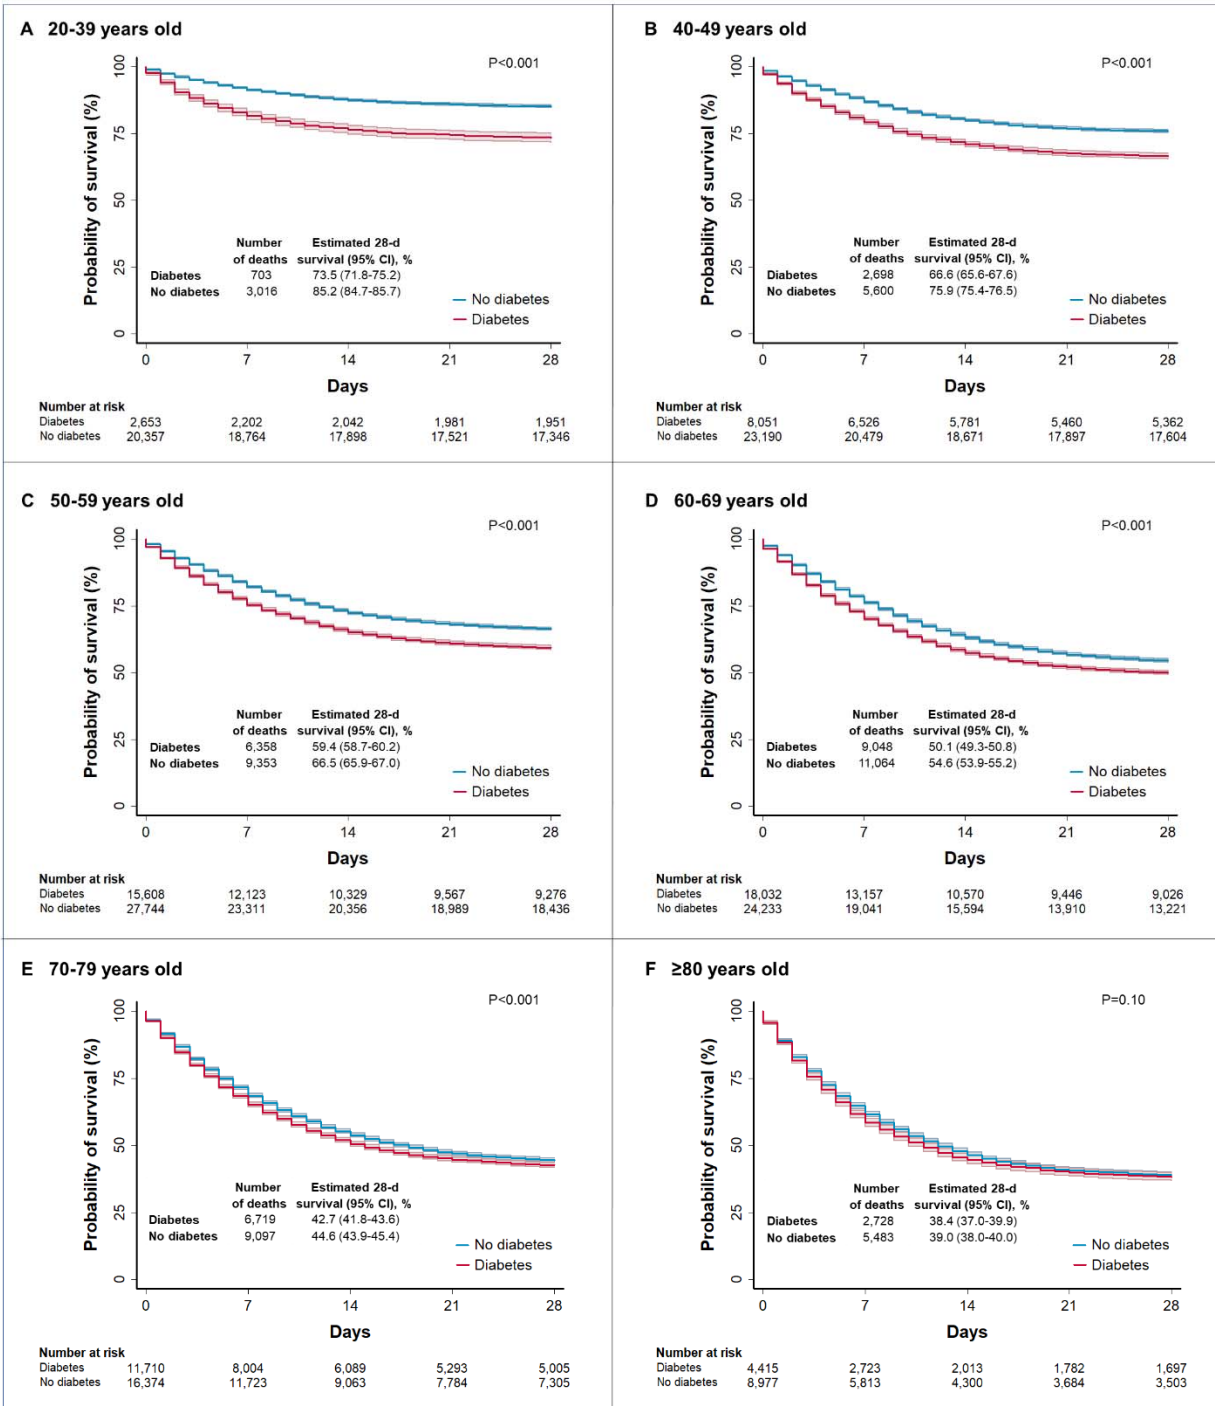 A 20-39 years old
P<0.001
Probability of survival (%)
100
75
50
25
0
Number Estimated 28-d
of deaths survival (95% CI), %
Diabetes 703 73.5 (71.8-75.2)
No diabetes 3,016 85.2 (84.7-85.7)
No diabetes
Diabetes
0 7 14 21 28
Days
Number at risk
Diabetes 2,653 2,202 2,042 1,981 1,951
No diabetes 20,357 18,764 17,898 17,521 17,346
B 40-49 years old
P<0.001
Probability of survival (%)
100
75
50
25
0
Number Estimated 28-d
of deaths survival (95% CI), %
Diabetes 2,698 66.6 (65.6-67.6)
No diabetes 5,600 75.9 (75.4-76.5)
No diabetes
Diabetes
0 7 14 21 28
Days
Number at risk
Diabetes 8,051 6,526 5,781 5,460 5,362
No diabetes 23,190 20,479 18,671 17,897 17,604
C 50-59 years old
P<0.001
Probability of survival (%)
100
75
50
25
0
Number Estimated 28-d
of deaths survival (95% CI), %
Diabetes 6,358 59.4 (58.7-60.2)
No diabetes 9,353 66.5 (65.9-67.0)
No diabetes
Diabetes
0 7 14 21 28
Days
Number at risk
Diabetes 15,608 12,123 10,329 9,567 9,276
No diabetes 27,744 23,311 20,356 18,989 18,436
D 60-69 years old
P<0.001
Probability of survival (%)
100
75
50
25
0
Number Estimated 28-d
of deaths survival (95% CI), %
Diabetes 9,048 50.1 (49.3-50.8)
No diabetes 11,064 54.6 (53.9-55.2)
No diabetes
Diabetes
0 7 14 21 28
Days
Number at risk
Diabetes 18,032 13,157 10,570 9,446 9,026
No diabetes 24,233 19,041 15,594 13,910 13,221
E 70-79 years old
P<0.001
Probability of survival (%)
100
75
50
25
0
Number Estimated 28-d
of deaths survival (95% CI), %
Diabetes 6,719 42.7 (41.8-43.6)
No diabetes 9,097 44.6 (43.9-45.4)
No diabetes
Diabetes
0 7 14 21 28
Days
Number at risk
Diabetes 11,710 8,004 6,089 5,293 5,005
No diabetes 16,374 11,723 9,063 7,784 7,305
F ≥80 years old
P=0.10
Probability of survival (%)
100
75
50
25
0
Number Estimated 28-d
of deaths survival (95% CI), %
Diabetes 2,728 38.4 (37.0-39.9)
No diabetes 5,483 39.0 (38.0-40.0)
No diabetes
Diabetes
0 7 14 21 28
Days
Number at risk
Diabetes 4,415 2,723 2,013 1,782 1,697
No diabetes 8,977 5,813 4,300 3,684 3,503